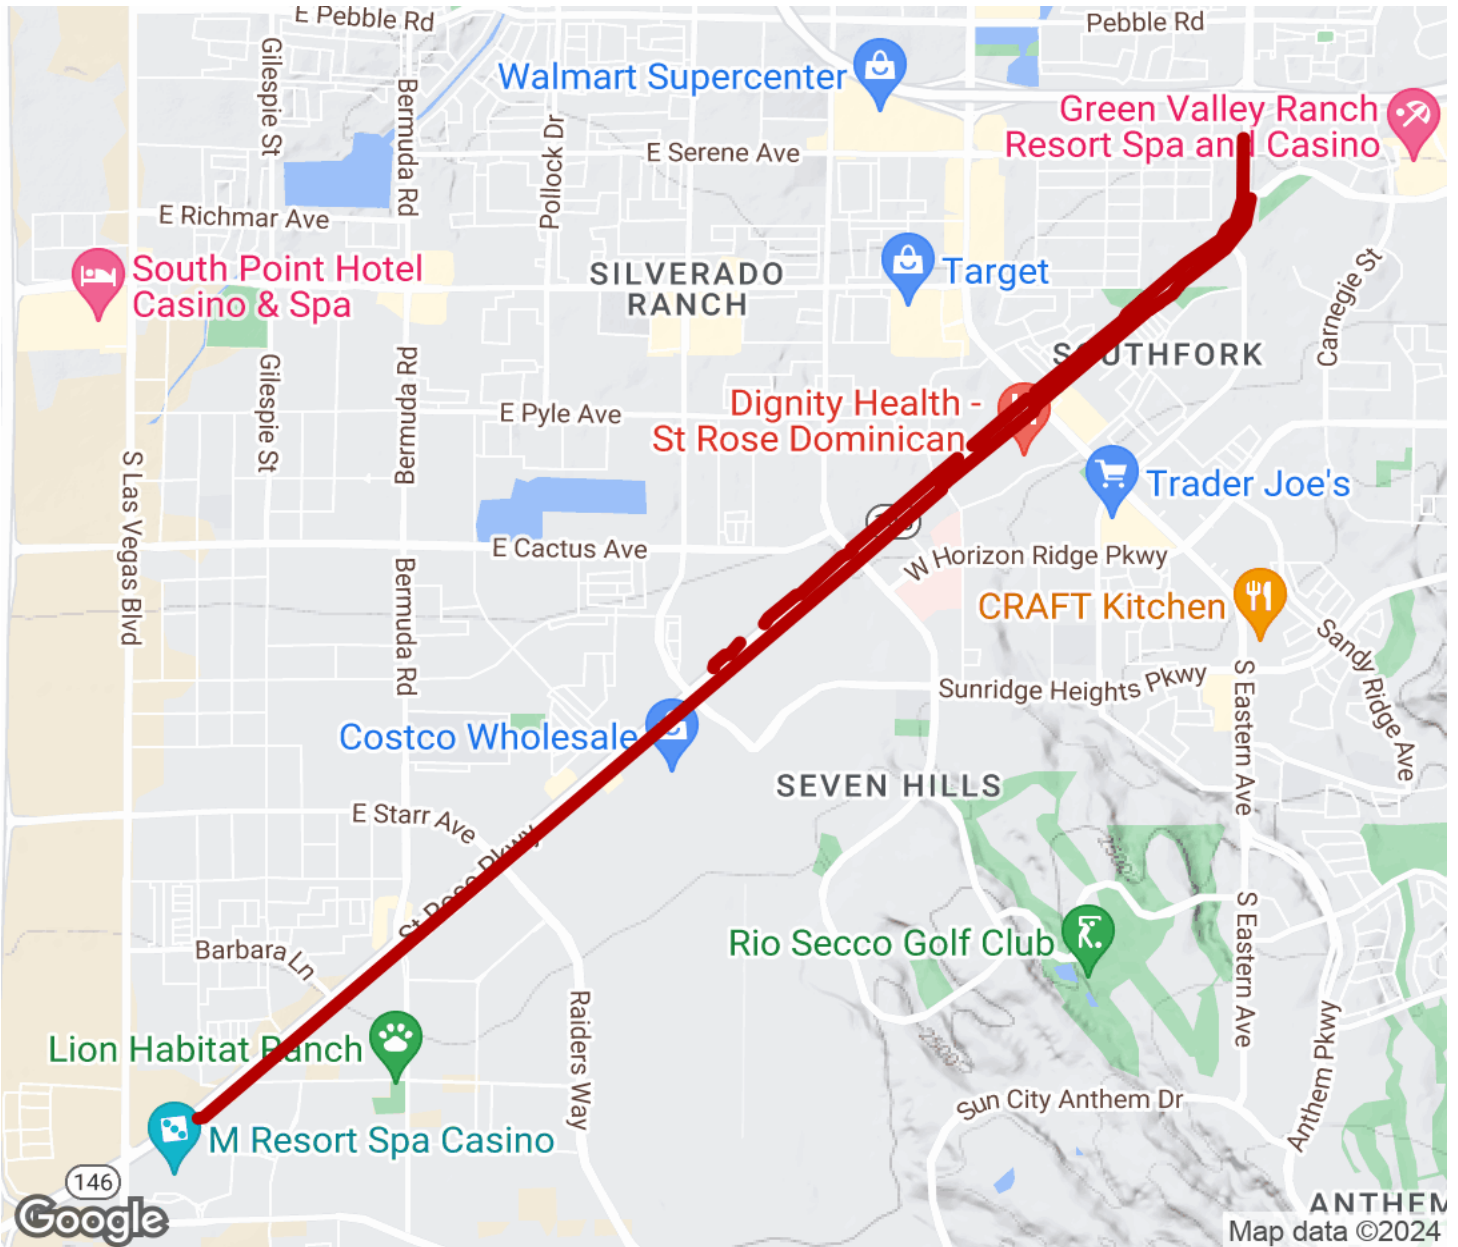 E Pebble Rd
Pebble Rd
Gilespie St
Bermuda Rd
Pollock Dr
Walmart Supercenter
Green Valley Ranch
Resort Spa and Casino
E Serene Ave
E Richmar Ave
South Point Hotel
Casino & Spa
SILVERADO
RANCH
Target
Carnegie St
SOUTHFORK
Gilespie St
Bermuda Rd
E Pyle Ave
Dignity Health -
St Rose Dominican
S Las Vegas Blvd
Trader Joe's
E Cactus Ave
W Horizon Ridge Pkwy
Bermuda Rd
CRAFT Kitchen
Sandy Ridge Ave
Sunridge Heights Pkwy
S Eastern Ave
Costco Wholesale
SEVEN HILLS
E Starr Ave
St Rose Pkwy
2500
S Eastern Ave
Rio Secco Golf Club
Barbara Ln
Raiders Way
Lion Habitat Ranch
2500
Anthem Pkwy
Sun City Anthem Dr
M Resort Spa Casino
146
ANTHEM
Google
Map data ©2024